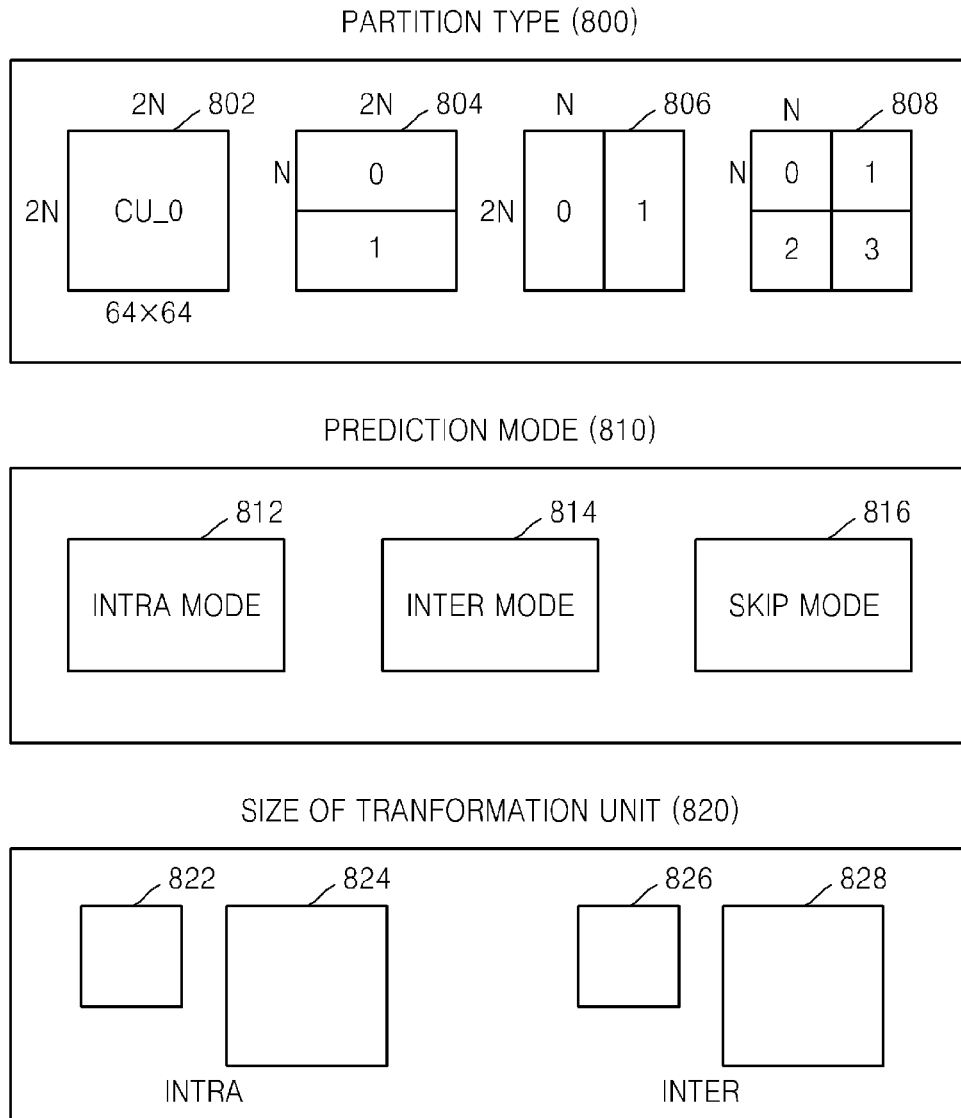 PARTITION TYPE (800)
2N 802 2N 804 N 806 N 808
2N CU_0 N 0 2N 0 1 N 0 1
1 2 3
64×64
PREDICTION MODE (810)
812 814 816
INTRA MODE INTER MODE SKIP MODE
SIZE OF TRANFORMATION UNIT (820)
822 824 826 828
INTRA INTER